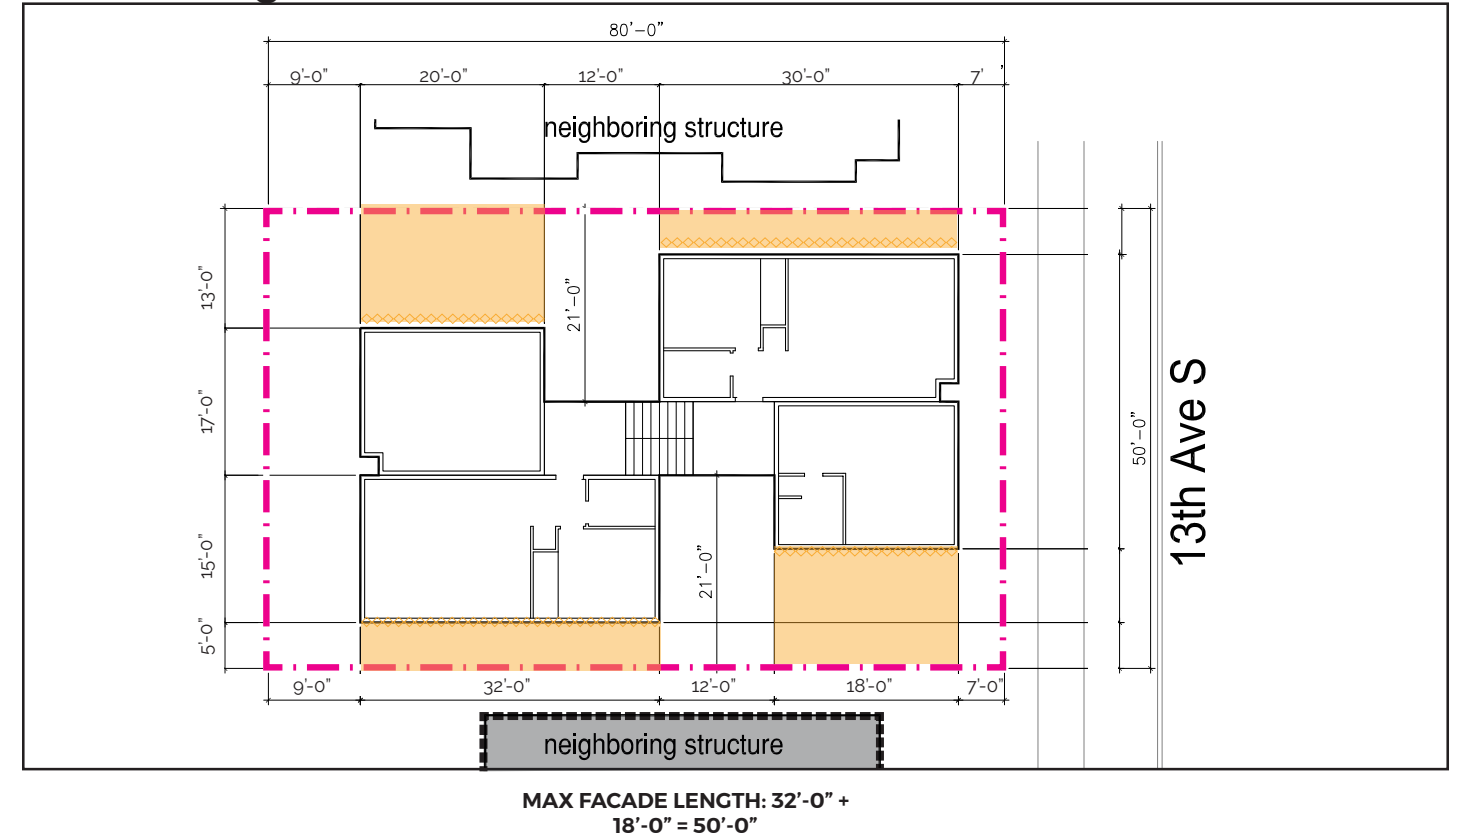 80’–0”
9'-0" 20'-0" 12'-0" 30'-0" 7' ’
neighboring structure
13'-0"
21’–0”
17'-0"
50’–0”
13th Ave S
15'-0"
21’–0”
5'-0"
9'-0" 32'-0" 12'-0" 18'-0" 7'-0"
neighboring structure
MAX FACADE LENGTH: 32’-0” +
18’-0” = 50’-0”